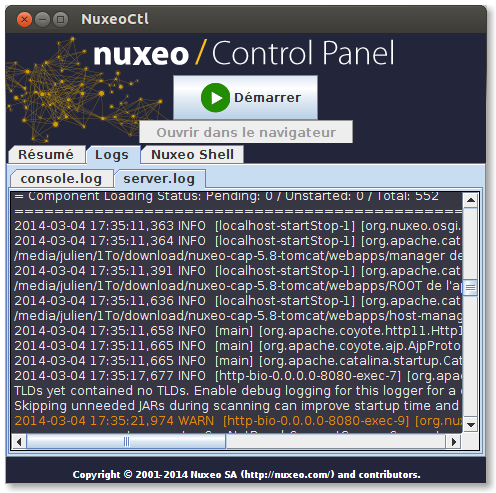 NuxeoCtl
nuxeo / Control Panel
Démarrer
Ouvrir dans le navigateur
Résumé Logs Nuxeo Shell
console.log server.log
= Component Loading Status: Pending: 0 / Unstarted: 0 / Total: 552
======================================================
2014-03-04 17:35:11,363 INFO [localhost-startStop-1] [org.nuxeo.osgi.
2014-03-04 17:35:11,364 INFO [localhost-startStop-1] [org.apache.cat
/media/julien/1To/download/nuxeo-cap-5.8-tomcat/webapps/manager de
2014-03-04 17:35:11,391 INFO [localhost-startStop-1] [org.apache.cat
/media/julien/1To/download/nuxeo-cap-5.8-tomcat/webapps/ROOT de l'ap
2014-03-04 17:35:11,636 INFO [localhost-startStop-1] [org.apache.cat
/media/julien/1To/download/nuxeo-cap-5.8-tomcat/webapps/host-manag
2014-03-04 17:35:11,658 INFO [main] [org.apache.coyote.http11.Http1
2014-03-04 17:35:11,665 INFO [main] [org.apache.coyote.ajp.AjpProto
2014-03-04 17:35:11,665 INFO [main] [org.apache.catalina.startup.Cat
2014-03-04 17:35:17,677 INFO [http-bio-0.0.0.0-8080-exec-7] [org.apac
TLDs yet contained no TLDs. Enable debug logging for this logger for a
Skipping unneeded JARs during scanning can improve startup time and
2014-03-04 17:35:21,974 WARN [http-bio-0.0.0.0-8080-exec-9] [org.nux
Copyright © 2001-2014 Nuxeo SA (http://nuxeo.com/) and contributors.